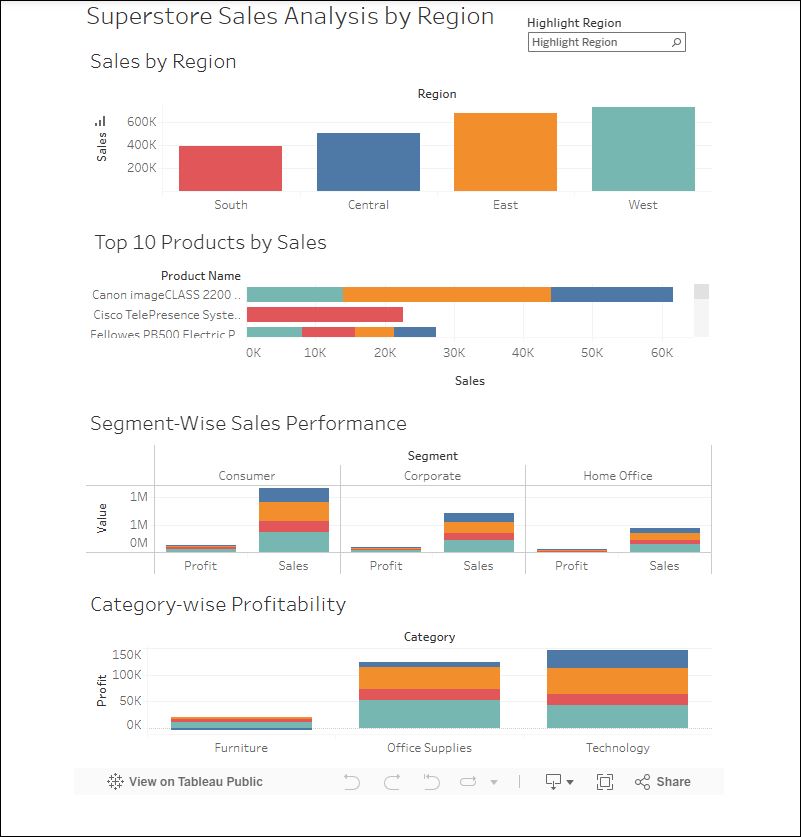 Superstore Sales Analysis by Region
Highlight Region
Highlight Region
Sales by Region
Region
Sales
600K
400K
200K
South Central East West
Top 10 Products by Sales
Product Name
Canon imageCLASS 2200 ..
Cisco TelePresence Syste..
Fellowes PB500 Electric P..
0K 10K 20K 30K 40K 50K 60K
Sales
Segment-Wise Sales Performance
Segment
Consumer Corporate Home Office
Value
1M
1M
0M
Profit Sales Profit Sales Profit Sales
Category-wise Profitability
Category
Profit
150K
100K
50K
0K
Furniture Office Supplies Technology
View on Tableau Public Share